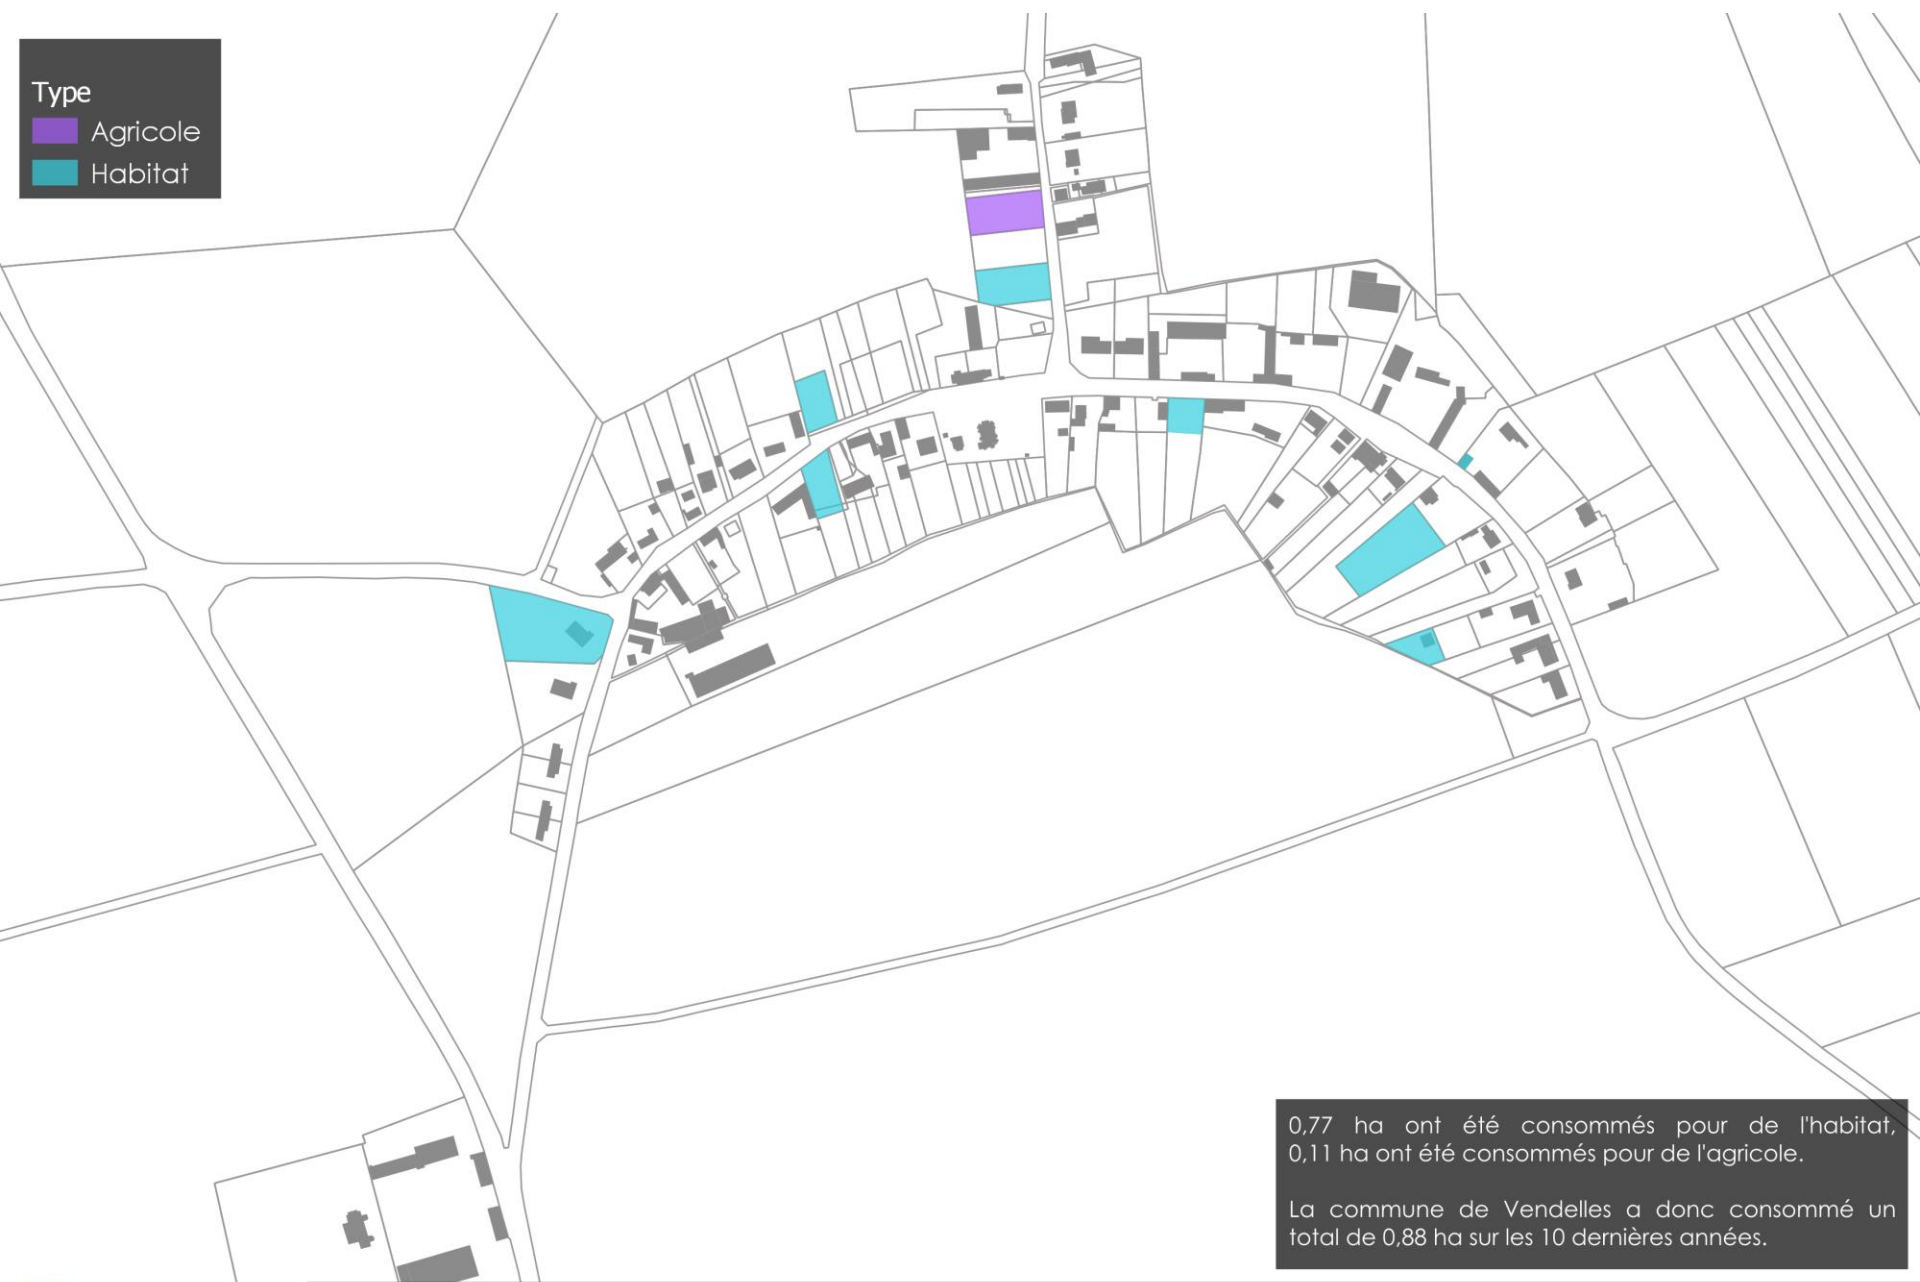 Type
Agricole
Habitat
0,77 ha ont été consommés pour de l'habitat,
0,11 ha ont été consommés pour de l'agricole.
La commune de Vendelles a donc consommé un
total de 0,88 ha sur les 10 dernières années.